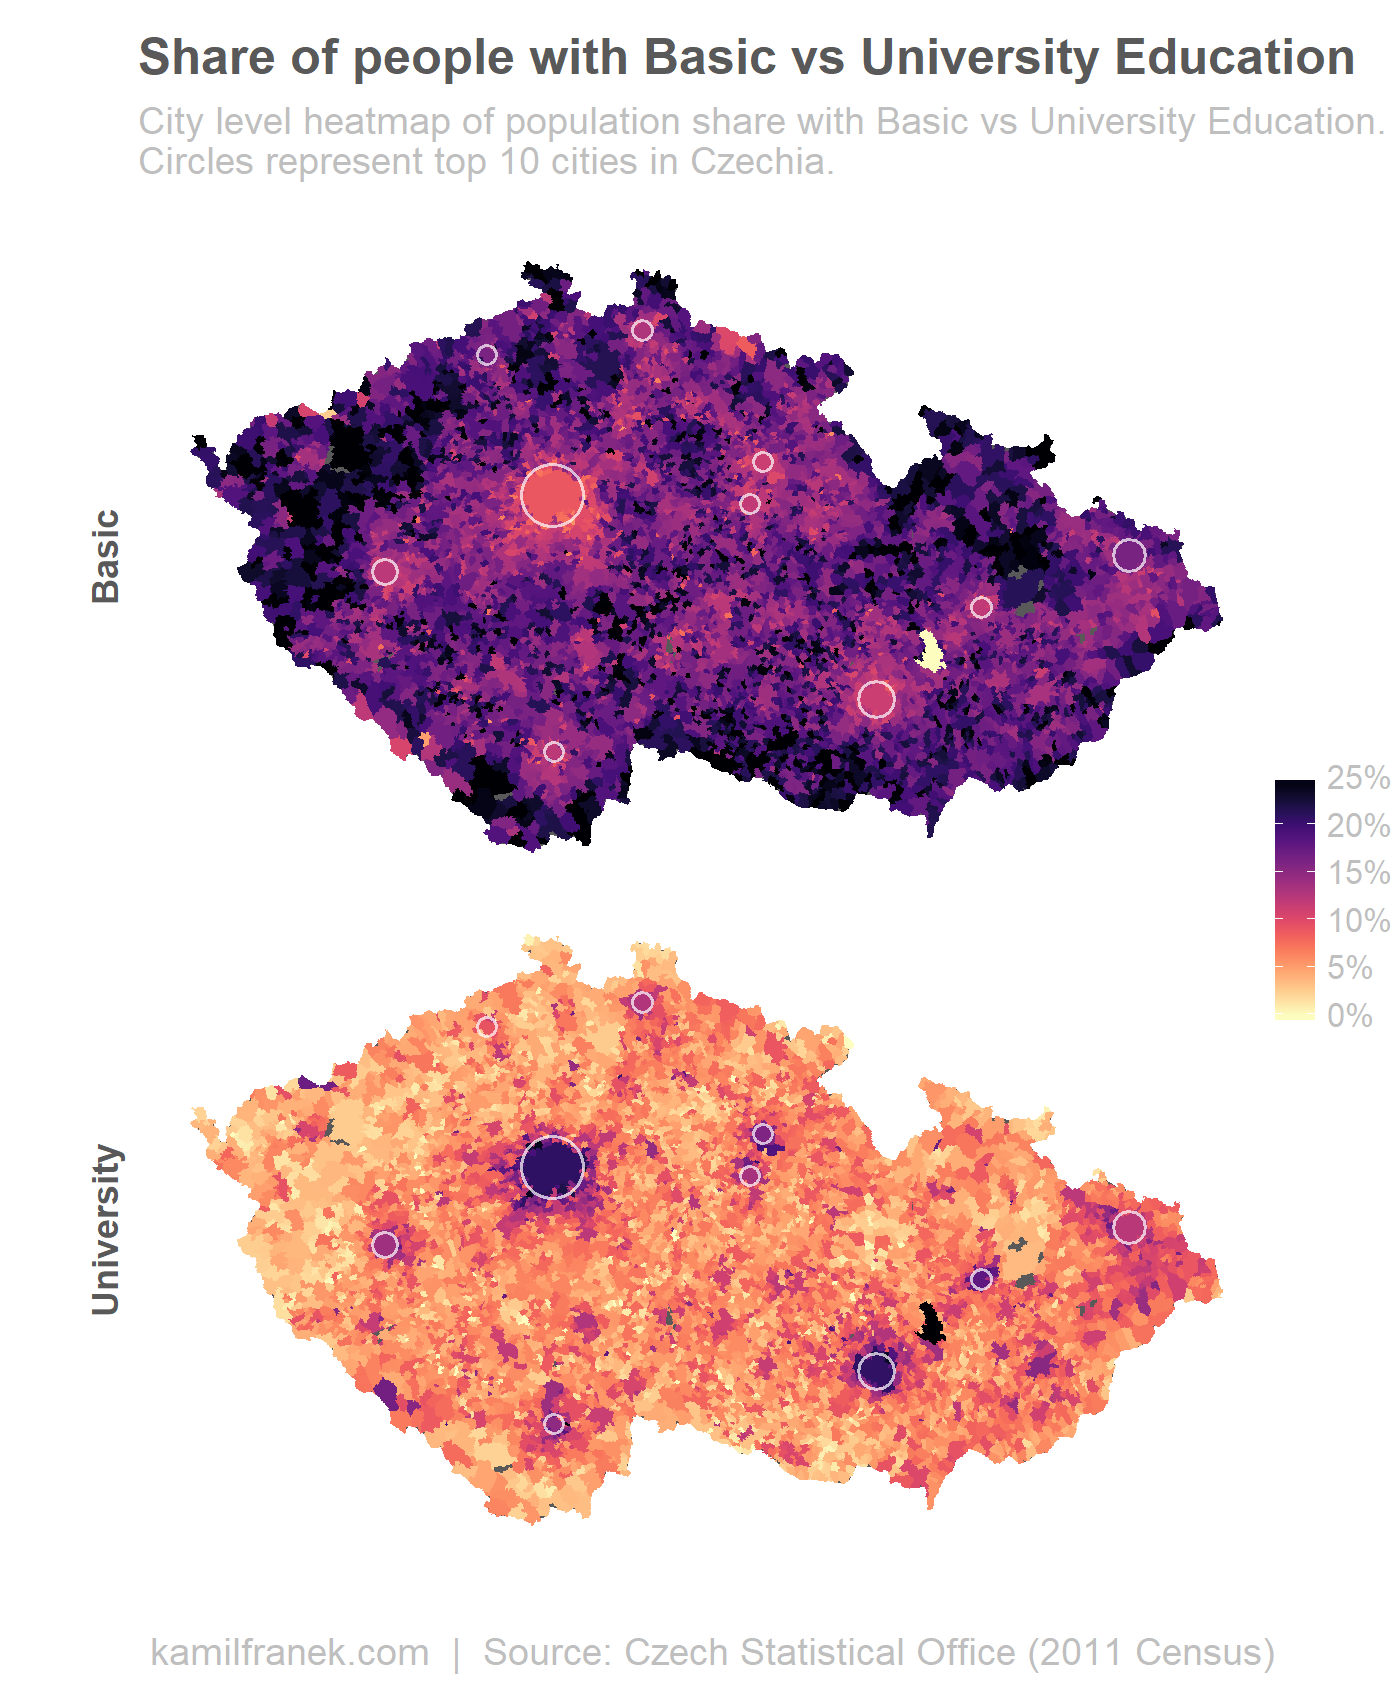 Share of people with Basic vs University Education
City level heatmap of population share with Basic vs University Education.
Circles represent top 10 cities in Czechia.
Basic
25%
20%
15%
10%
5%
0%
University
kamilfranek.com | Source: Czech Statistical Office (2011 Census)